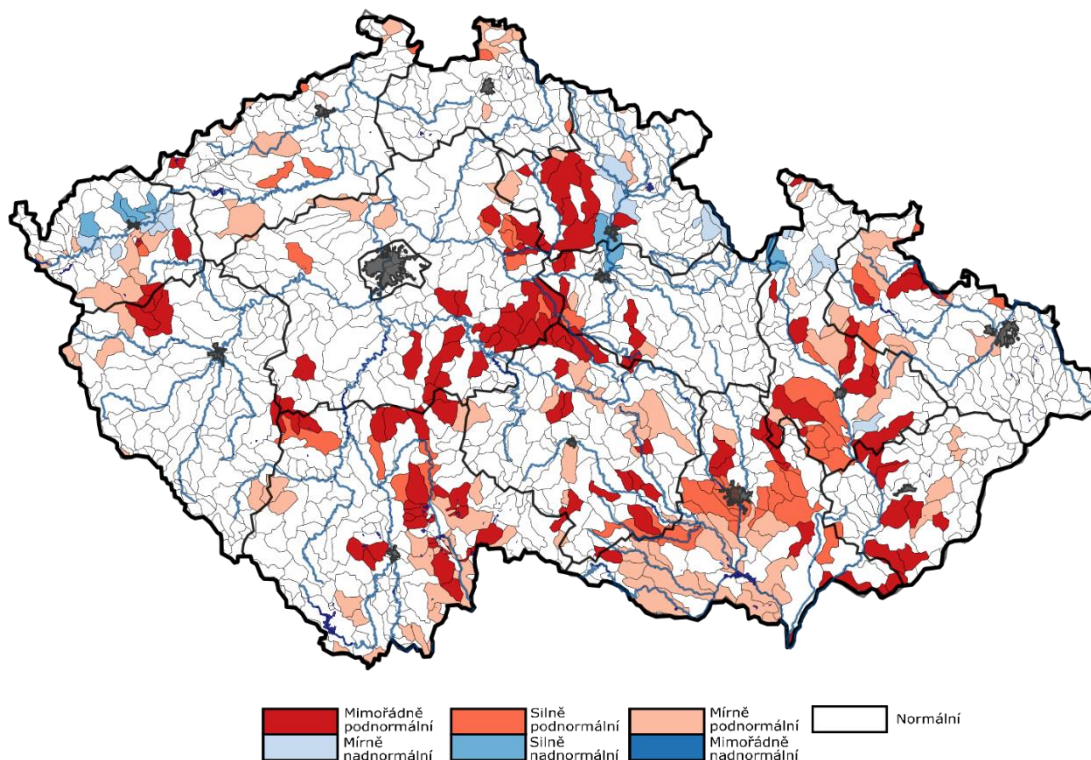 Mimořádně
podnormální
Silně
podnormální
Mírně
podnormální
Normální
Mírně
nadnormální
Silně
nadnormální
Mimořádně
nadnormální